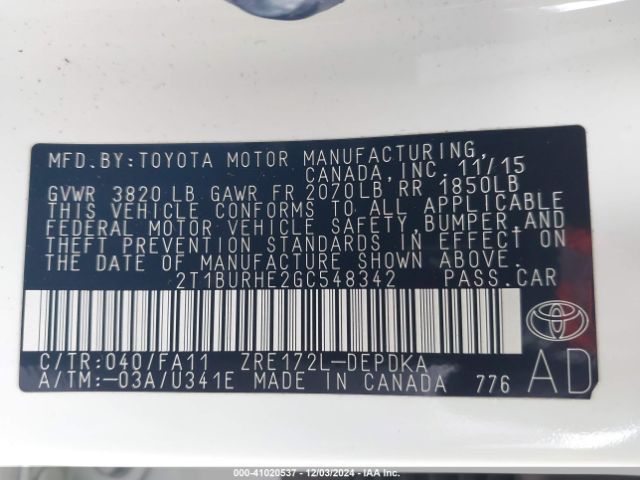 MFD.BY:TOYOTA MOTOR MANUFACTURING,
CANADA,INC. 11/15
GVWR 3820 LB GAWR FR 2070LB RR 1850LB
THIS VEHICLE CONFORMS TO ALL APPLICABLE
FEDERAL MOTOR VEHICLE SAFETY,BUMPER,AND
THEFT PREVENTION STANDARDS IN EFFECT ON
THE DATE OF MANUFACTURE SHOWN ABOVE.
2T1BURHE2GC548342 PASS.CAR
C/TR:040/FA11 ZRE172L-DEPDKA
A/TM:-03A/U341E MADE IN CANADA 776
AD
000-41020537 - 12/03/2024 - IAA Inc.